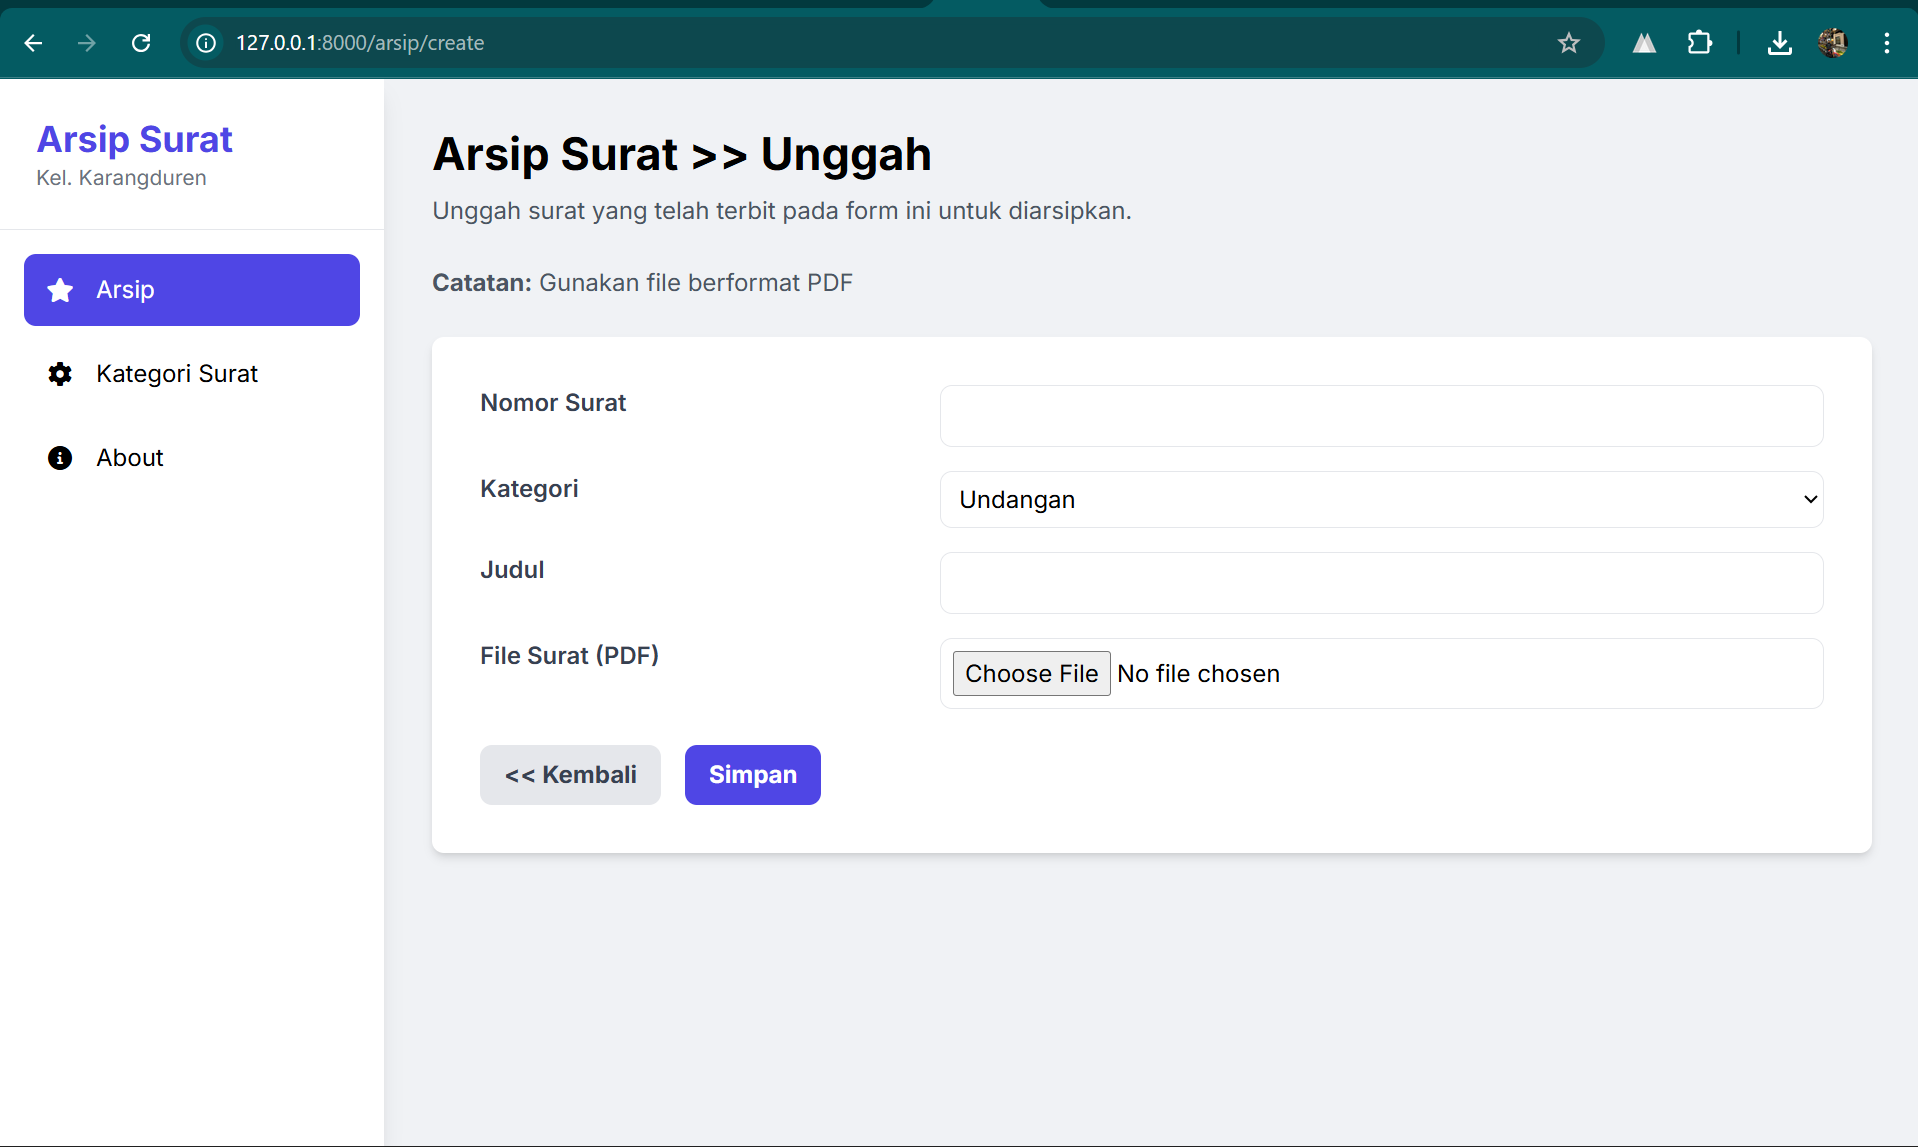 127.0.0.1:8000/arsip/create
Arsip Surat
Kel. Karangduren
Arsip
Kategori Surat
About
Arsip Surat >> Unggah
Unggah surat yang telah terbit pada form ini untuk diarsipkan.
Catatan: Gunakan file berformat PDF
Nomor Surat
Kategori
Undangan
Judul
File Surat (PDF)
Choose File No file chosen
<< Kembali
Simpan